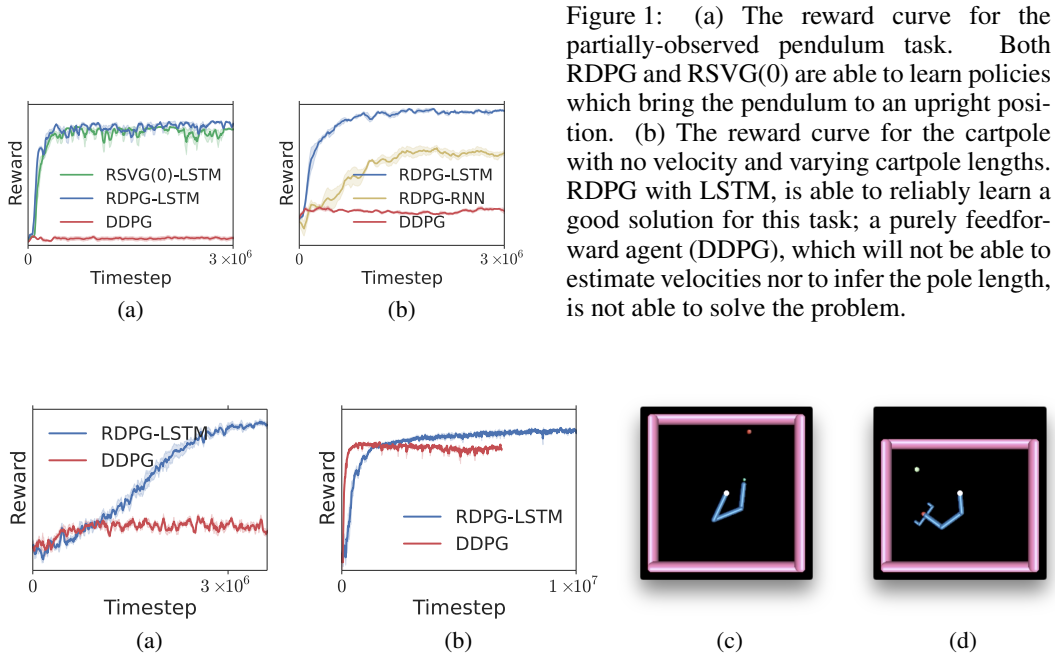 Reward
RSVG(0)-LSTM
RDPG-LSTM
DDPG
0
3 ×10⁶
Timestep
(a)
Reward
RDPG-LSTM
RDPG-RNN
DDPG
0
3 ×10⁶
Timestep
(b)
Figure 1: (a) The reward curve for the
partially-observed pendulum task. Both
RDPG and RSVG(0) are able to learn policies
which bring the pendulum to an upright posi-
tion. (b) The reward curve for the cartpole
with no velocity and varying cartpole lengths.
RDPG with LSTM, is able to reliably learn a
good solution for this task; a purely feedfor-
ward agent (DDPG), which will not be able to
estimate velocities nor to infer the pole length,
is not able to solve the problem.
Reward
RDPG-LSTM
DDPG
0
3 ×10⁶
Timestep
(a)
Reward
RDPG-LSTM
DDPG
0
1 ×10⁷
Timestep
(b)
(c)
(d)